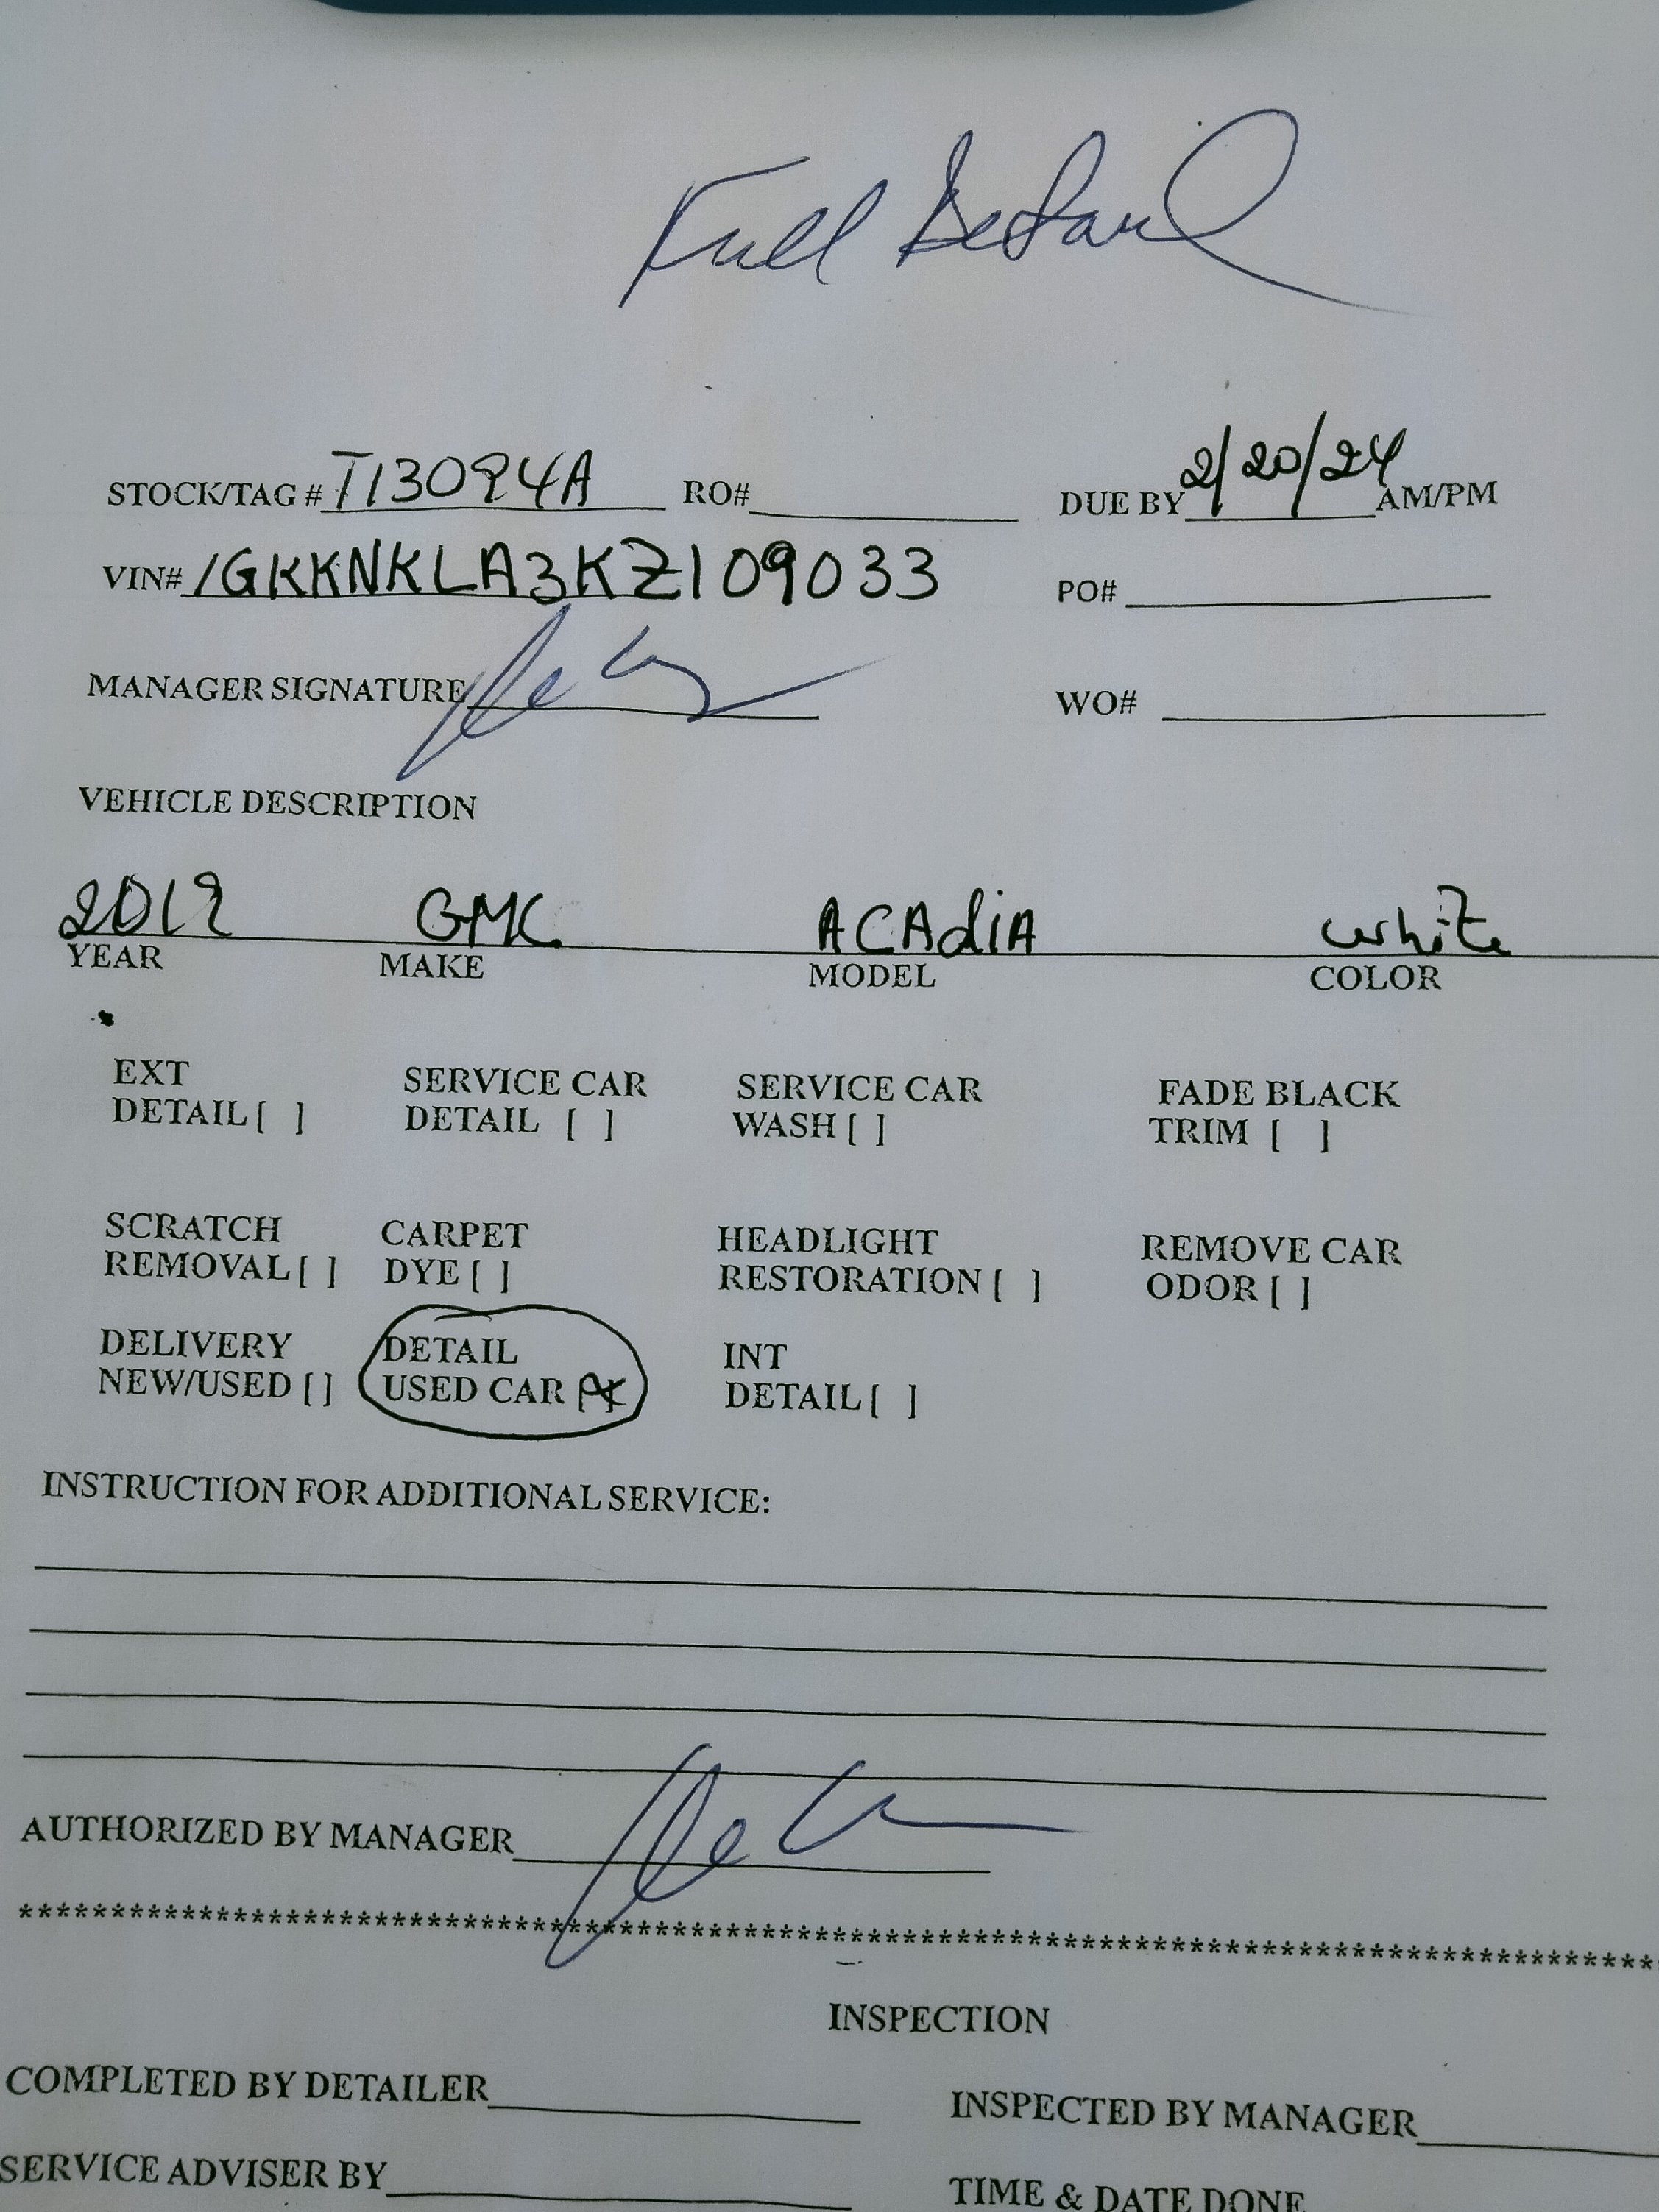 Full Detail
STOCK/TAG # T13094A RO# DUE BY 2/20/24 AM/PM
VIN# 1GKKNKLA3KZ109033 PO#
MANAGER SIGNATURE WO#
VEHICLE DESCRIPTION
2019 GMC ACAdiA white
YEAR MAKE MODEL COLOR
EXT SERVICE CAR SERVICE CAR FADE BLACK
DETAIL [ ] DETAIL [ ] WASH [ ] TRIM [ ]
SCRATCH CARPET HEADLIGHT REMOVE CAR
REMOVAL [ ] DYE [ ] RESTORATION [ ] ODOR [ ]
DELIVERY DETAIL INT
NEW/USED [ ] USED CAR [X] DETAIL [ ]
INSTRUCTION FOR ADDITIONAL SERVICE:
AUTHORIZED BY MANAGER
INSPECTION
COMPLETED BY DETAILER INSPECTED BY MANAGER
SERVICE ADVISER BY TIME & DATE DONE